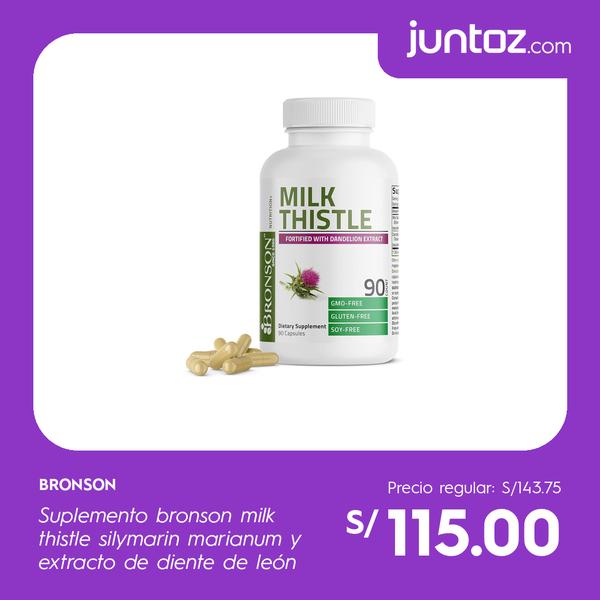 juntoz.com
MILK
THISTLE
FORTIFIED WITH DANDELION EXTRACT
BRONSON
NUTRITION
90
COUNT
GMO-FREE
GLUTEN-FREE
SOY-FREE
Dietary Supplement
90 Capsules
BRONSON
Suplemento bronson milk
thistle silymarin marianum y
extracto de diente de león
Precio regular: S/143.75
S/115.00